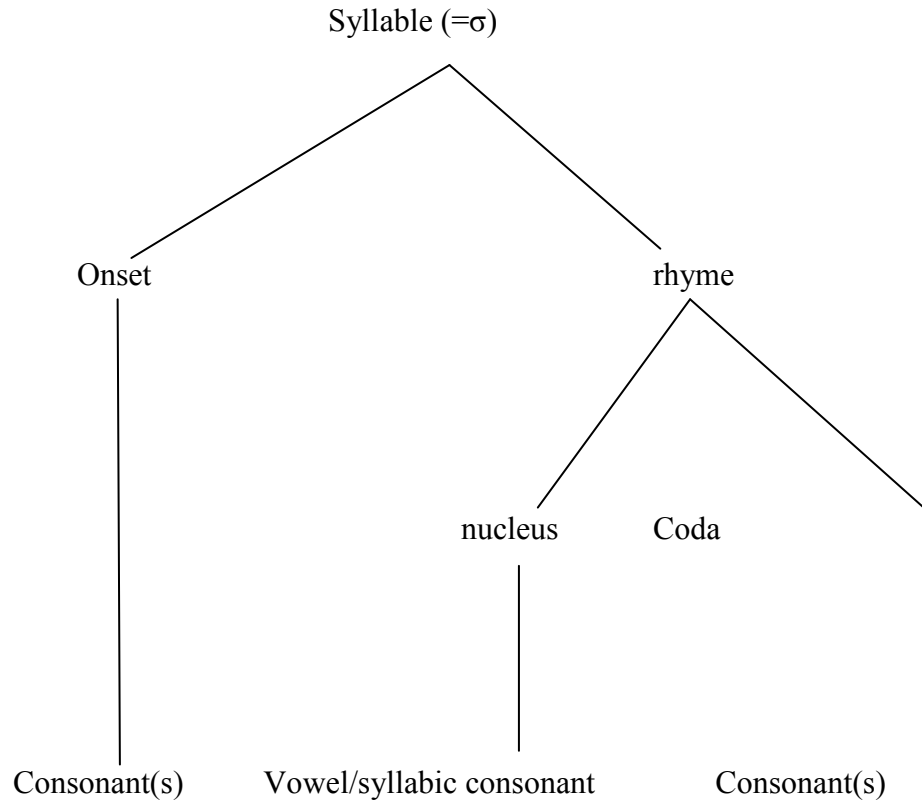 Syllable (=σ)
Onset rhyme
nucleus Coda
Consonant(s) Vowel/syllabic consonant Consonant(s)